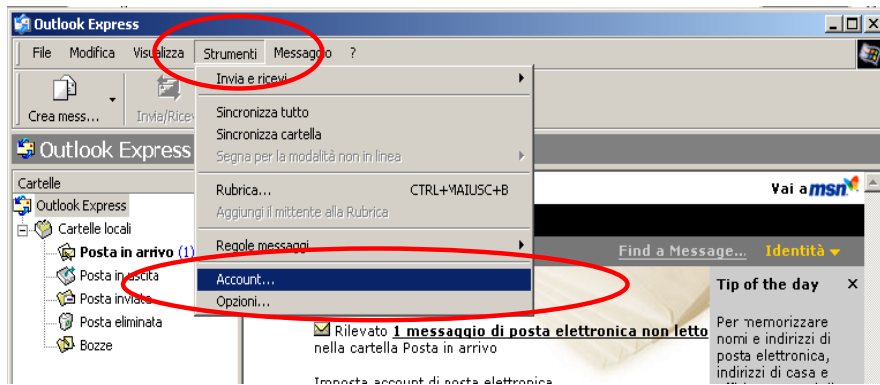 Outlook Express
File Modifica Visualizza Strumenti Messaggio ?
Crea mess... Invia/Ricev
Outlook Express
Invia e ricevi
Sincronizza tutto
Sincronizza cartella
Segna per la modalità non in linea
Rubrica... CTRL+MAIUSC+B
Aggiungi il mittente alla Rubrica
Regole messaggi
Account...
Opzioni...
Cartelle
Outlook Express
Cartelle locali
Posta in arrivo (1)
Posta in uscita
Posta inviata
Posta eliminata
Bozze
Vai a msn
Find a Message... Identità
Rilevato 1 messaggio di posta elettronica non letto
nella cartella Posta in arrivo
Imposta account di posta elettronica
Tip of the day X
Per memorizzare
nomi e indirizzi di
posta elettronica,
indirizzi di casa e